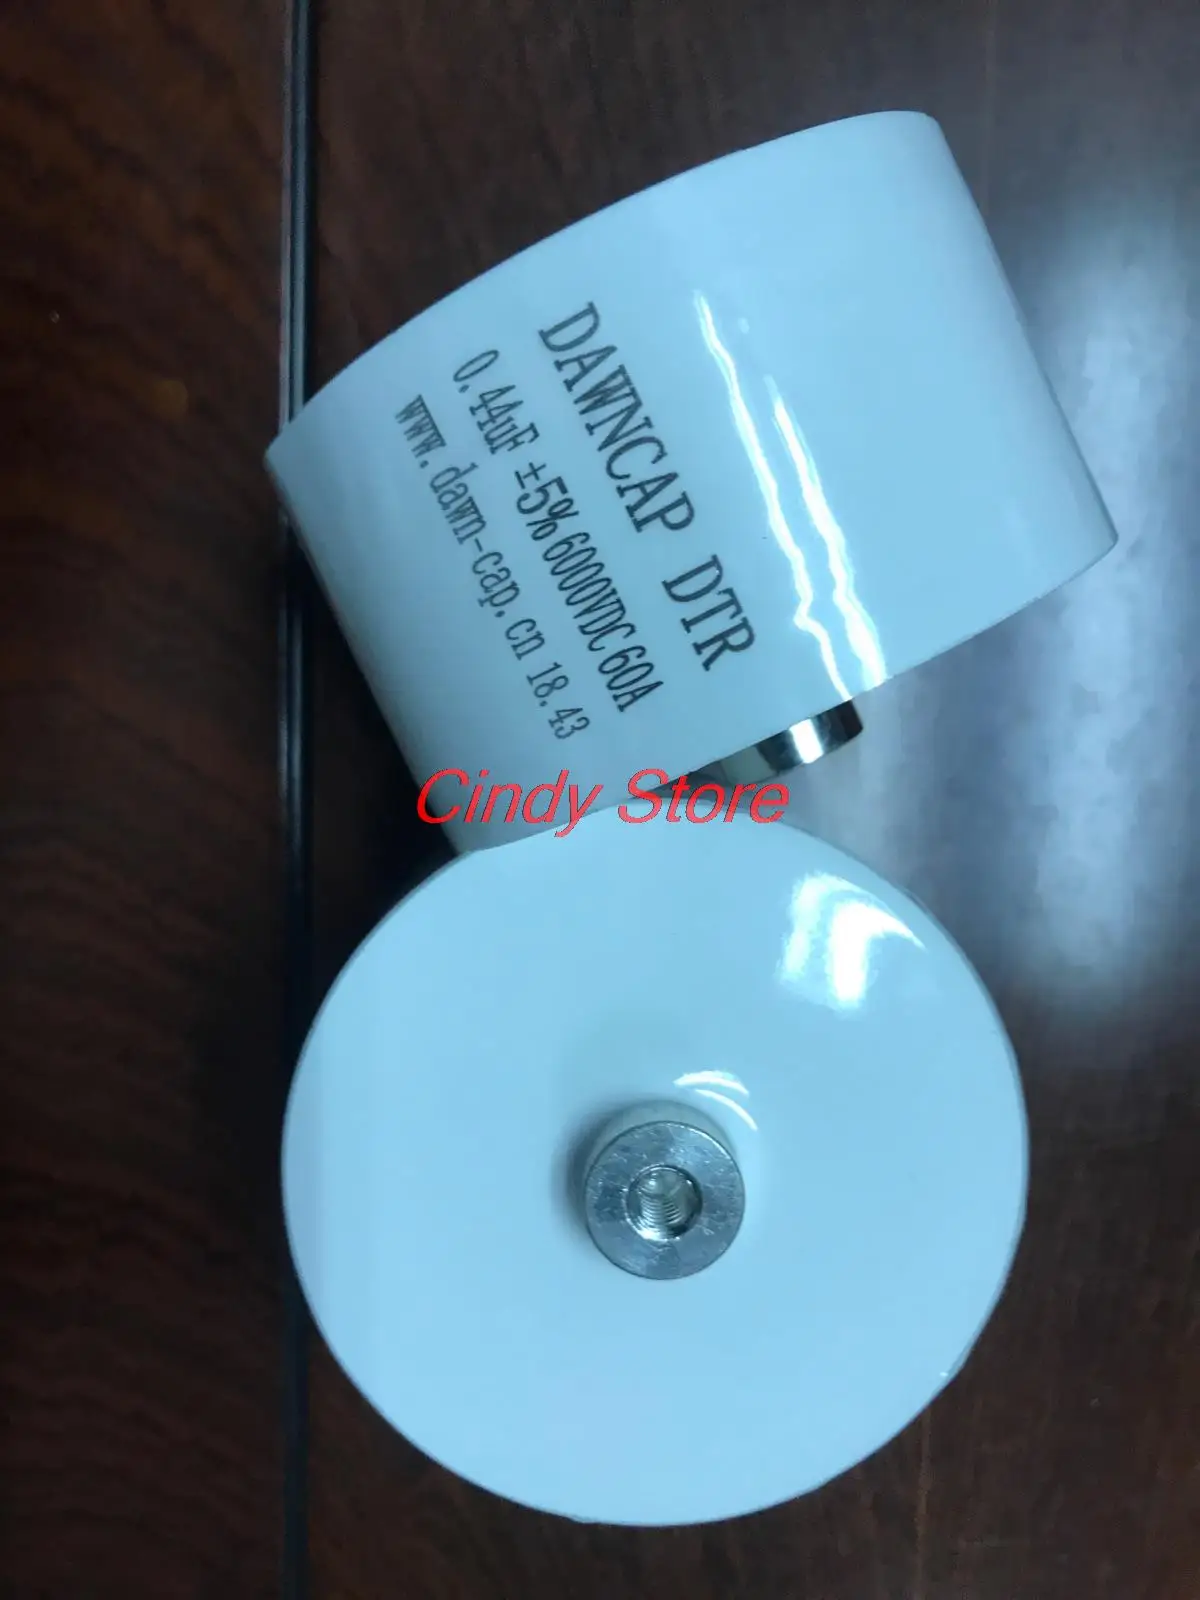 DAWNCAP DTR
0.44uF ±5% 6000VDC 60A
www.dawn-cap.cn 18.43
Cindy Store